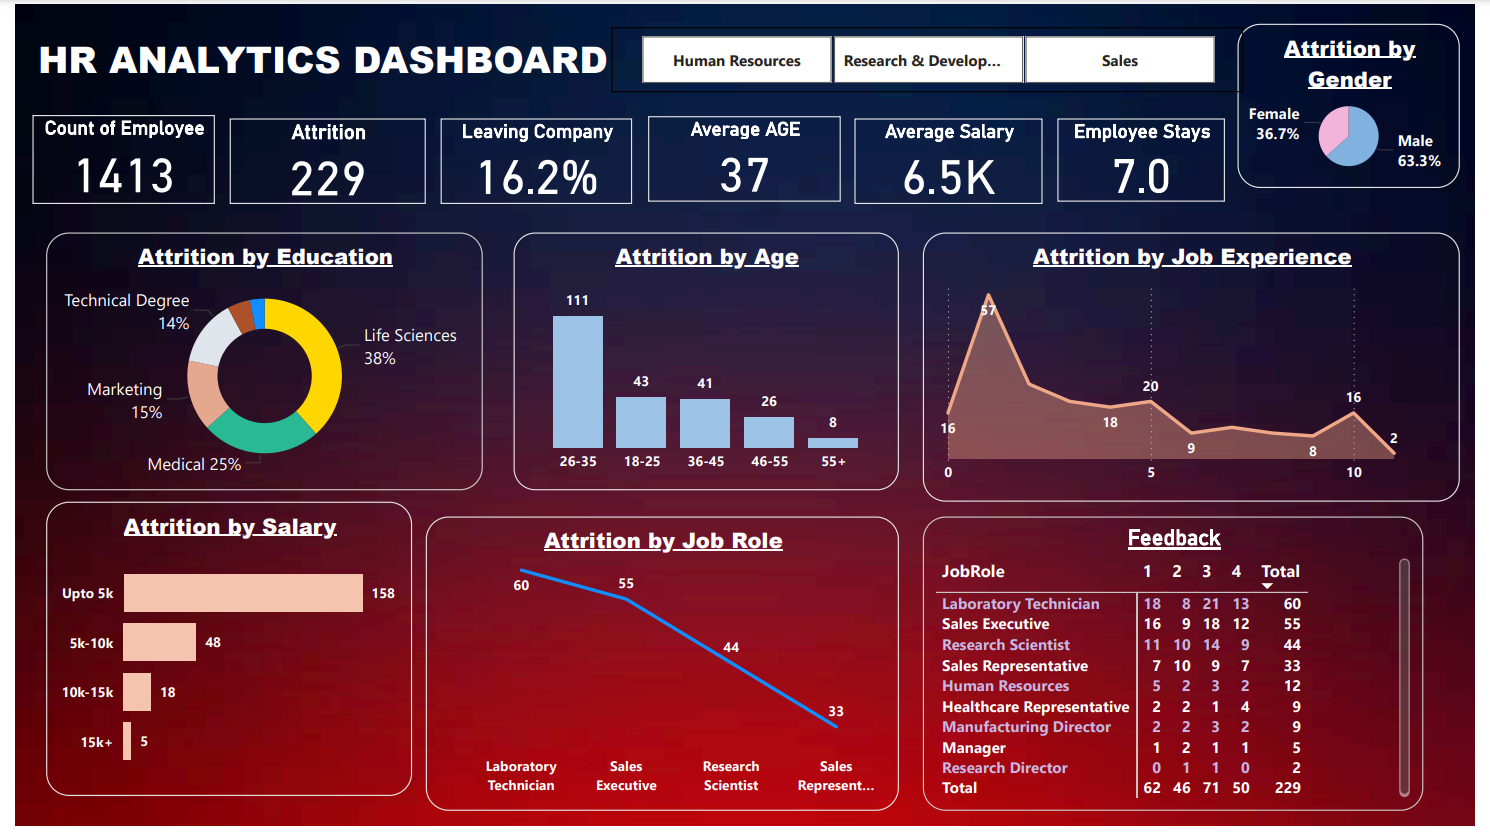 HR ANALYTICS DASHBOARD
Human Resources
Research & Develop...
Sales
Attrition by
Gender
Female
36.7%
Male
63.3%
Count of Employee
1413
Attrition
229
Leaving Company
16.2%
Average AGE
37
Average Salary
6.5K
Employee Stays
7.0
Attrition by Education
Technical Degree
14%
Life Sciences
38%
Marketing
15%
Medical 25%
Attrition by Age
111
43
41
26
8
26-35 18-25 36-45 46-55 55+
Attrition by Job Experience
57
16
18
20
9
8
16
2
0 5 10
Attrition by Salary
Upto 5k 158
5k-10k 48
10k-15k 18
15k+ 5
Attrition by Job Role
60
55
44
33
Laboratory
Technician
Sales
Executive
Research
Scientist
Sales
Represent...
Feedback
JobRole 1 2 3 4 Total
Laboratory Technician 18 8 21 13 60
Sales Executive 16 9 18 12 55
Research Scientist 11 10 14 9 44
Sales Representative 7 10 9 7 33
Human Resources 5 2 3 2 12
Healthcare Representative 2 2 1 4 9
Manufacturing Director 2 2 3 2 9
Manager 1 2 1 1 5
Research Director 0 1 1 0 2
Total 62 46 71 50 229